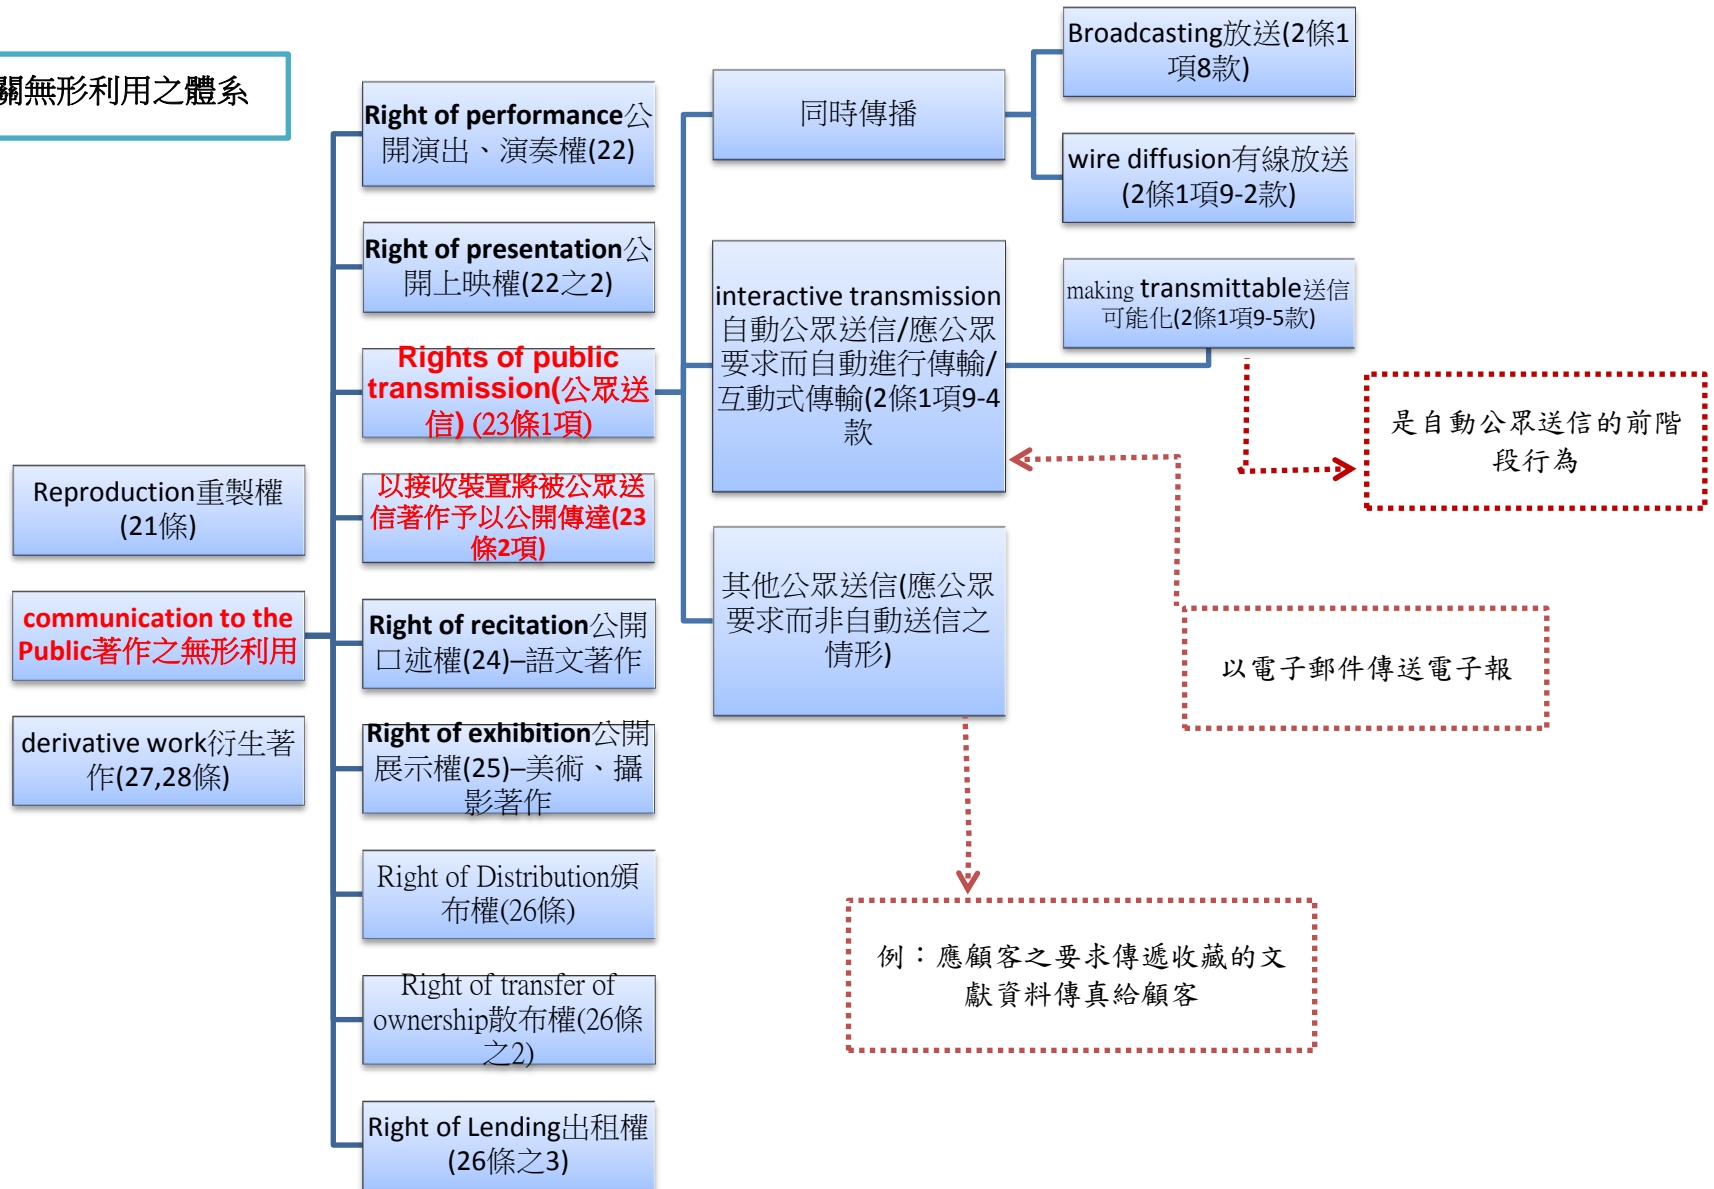 關無形利用之體系
Reproduction重製權
(21條)
communication to the
Public著作之無形利用
derivative work衍生著
作(27,28條)
Right of performance公
開演出、演奏權(22)
Right of presentation公
開上映權(22之2)
Rights of public
transmission(公眾送
信) (23條1項)
以接收裝置將被公眾送
信著作予以公開傳達(23
條2項)
Right of recitation公開
口述權(24)–語文著作
Right of exhibition公開
展示權(25)–美術、攝
影著作
Right of Distribution頒
布權(26條)
Right of transfer of
ownership散布權(26條
之2)
Right of Lending出租權
(26條之3)
同時傳播
interactive transmission
自動公眾送信/應公眾
要求而自動進行傳輸/
互動式傳輸(2條1項9-4
款
其他公眾送信(應公眾
要求而非自動送信之
情形)
Broadcasting放送(2條1
項8款)
wire diffusion有線放送
(2條1項9-2款)
making transmittable送信
可能化(2條1項9-5款)
是自動公眾送信的前階
段行為
以電子郵件傳送電子報
例：應顧客之要求傳遞收藏的文
獻資料傳真給顧客